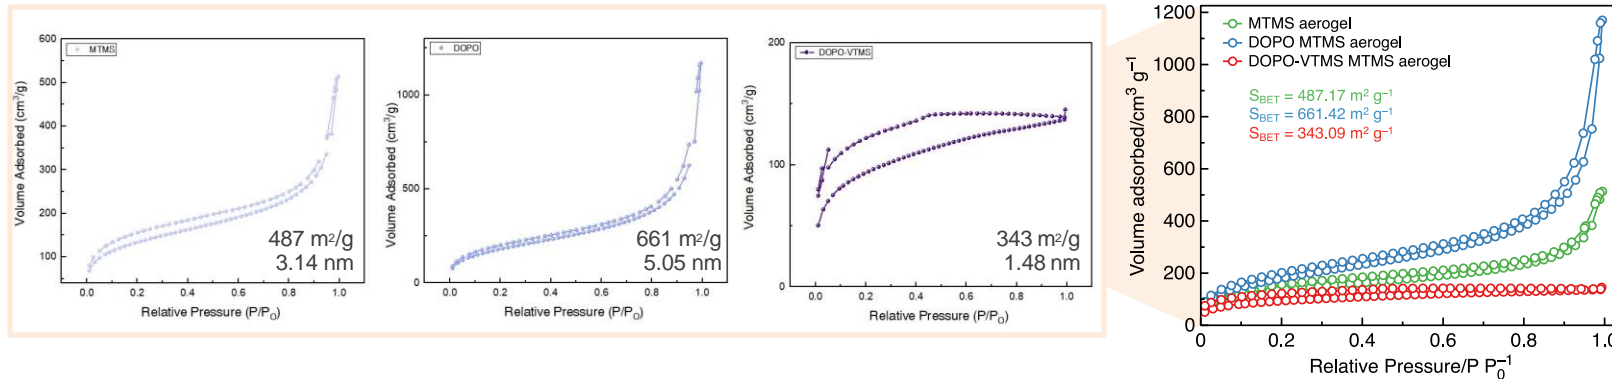 MTMS
Volume Adsorbed (cm³/g)
600
500
400
300
200
100
0.0 0.2 0.4 0.6 0.8 1.0
Relative Pressure (P/P₀)
487 m²/g
3.14 nm
DOPO
Volume Adsorbed (cm³/g)
1000
500
0
0.0 0.2 0.4 0.6 0.8 1.0
Relative Pressure (P/P₀)
661 m²/g
5.05 nm
DOPO-VTMS
Volume Adsorbed (cm³/g)
200
100
0
0.0 0.2 0.4 0.6 0.8 1.0
Relative Pressure (P/P₀)
343 m²/g
1.48 nm
MTMS aerogel
DOPO MTMS aerogel
DOPO-VTMS MTMS aerogel
S_BET = 487.17 m² g⁻¹
S_BET = 661.42 m² g⁻¹
S_BET = 343.09 m² g⁻¹
Volume adsorbed/cm³ g⁻¹
1200
1000
800
600
400
200
0
0 0.2 0.4 0.6 0.8 1.0
Relative Pressure/P P₀⁻¹